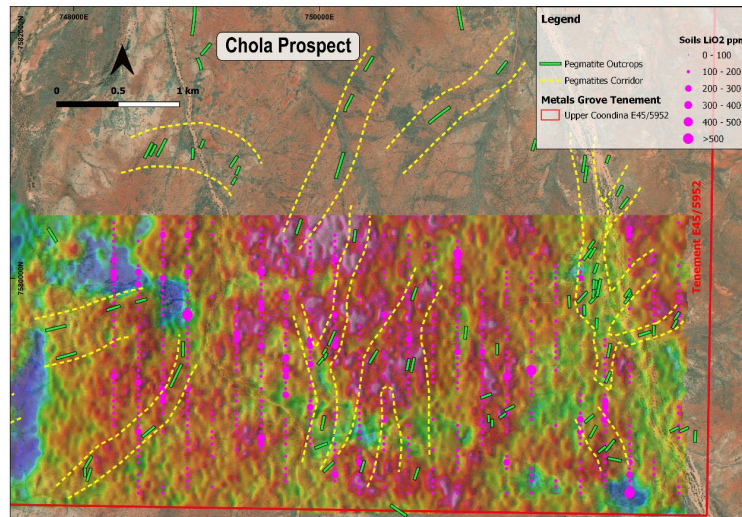 748000E
750000E
7582000N
Chola Prospect
0
0.5
1 km
Legend
Pegmatite Outcrops
Pegmatites Corridor
Metals Grove Tenement
Upper Coondina E45/5952
Soils LiO2 ppm
0 - 100
100 - 200
200 - 300
300 - 400
400 - 500
>500
7580000N
Tenement E45/5952